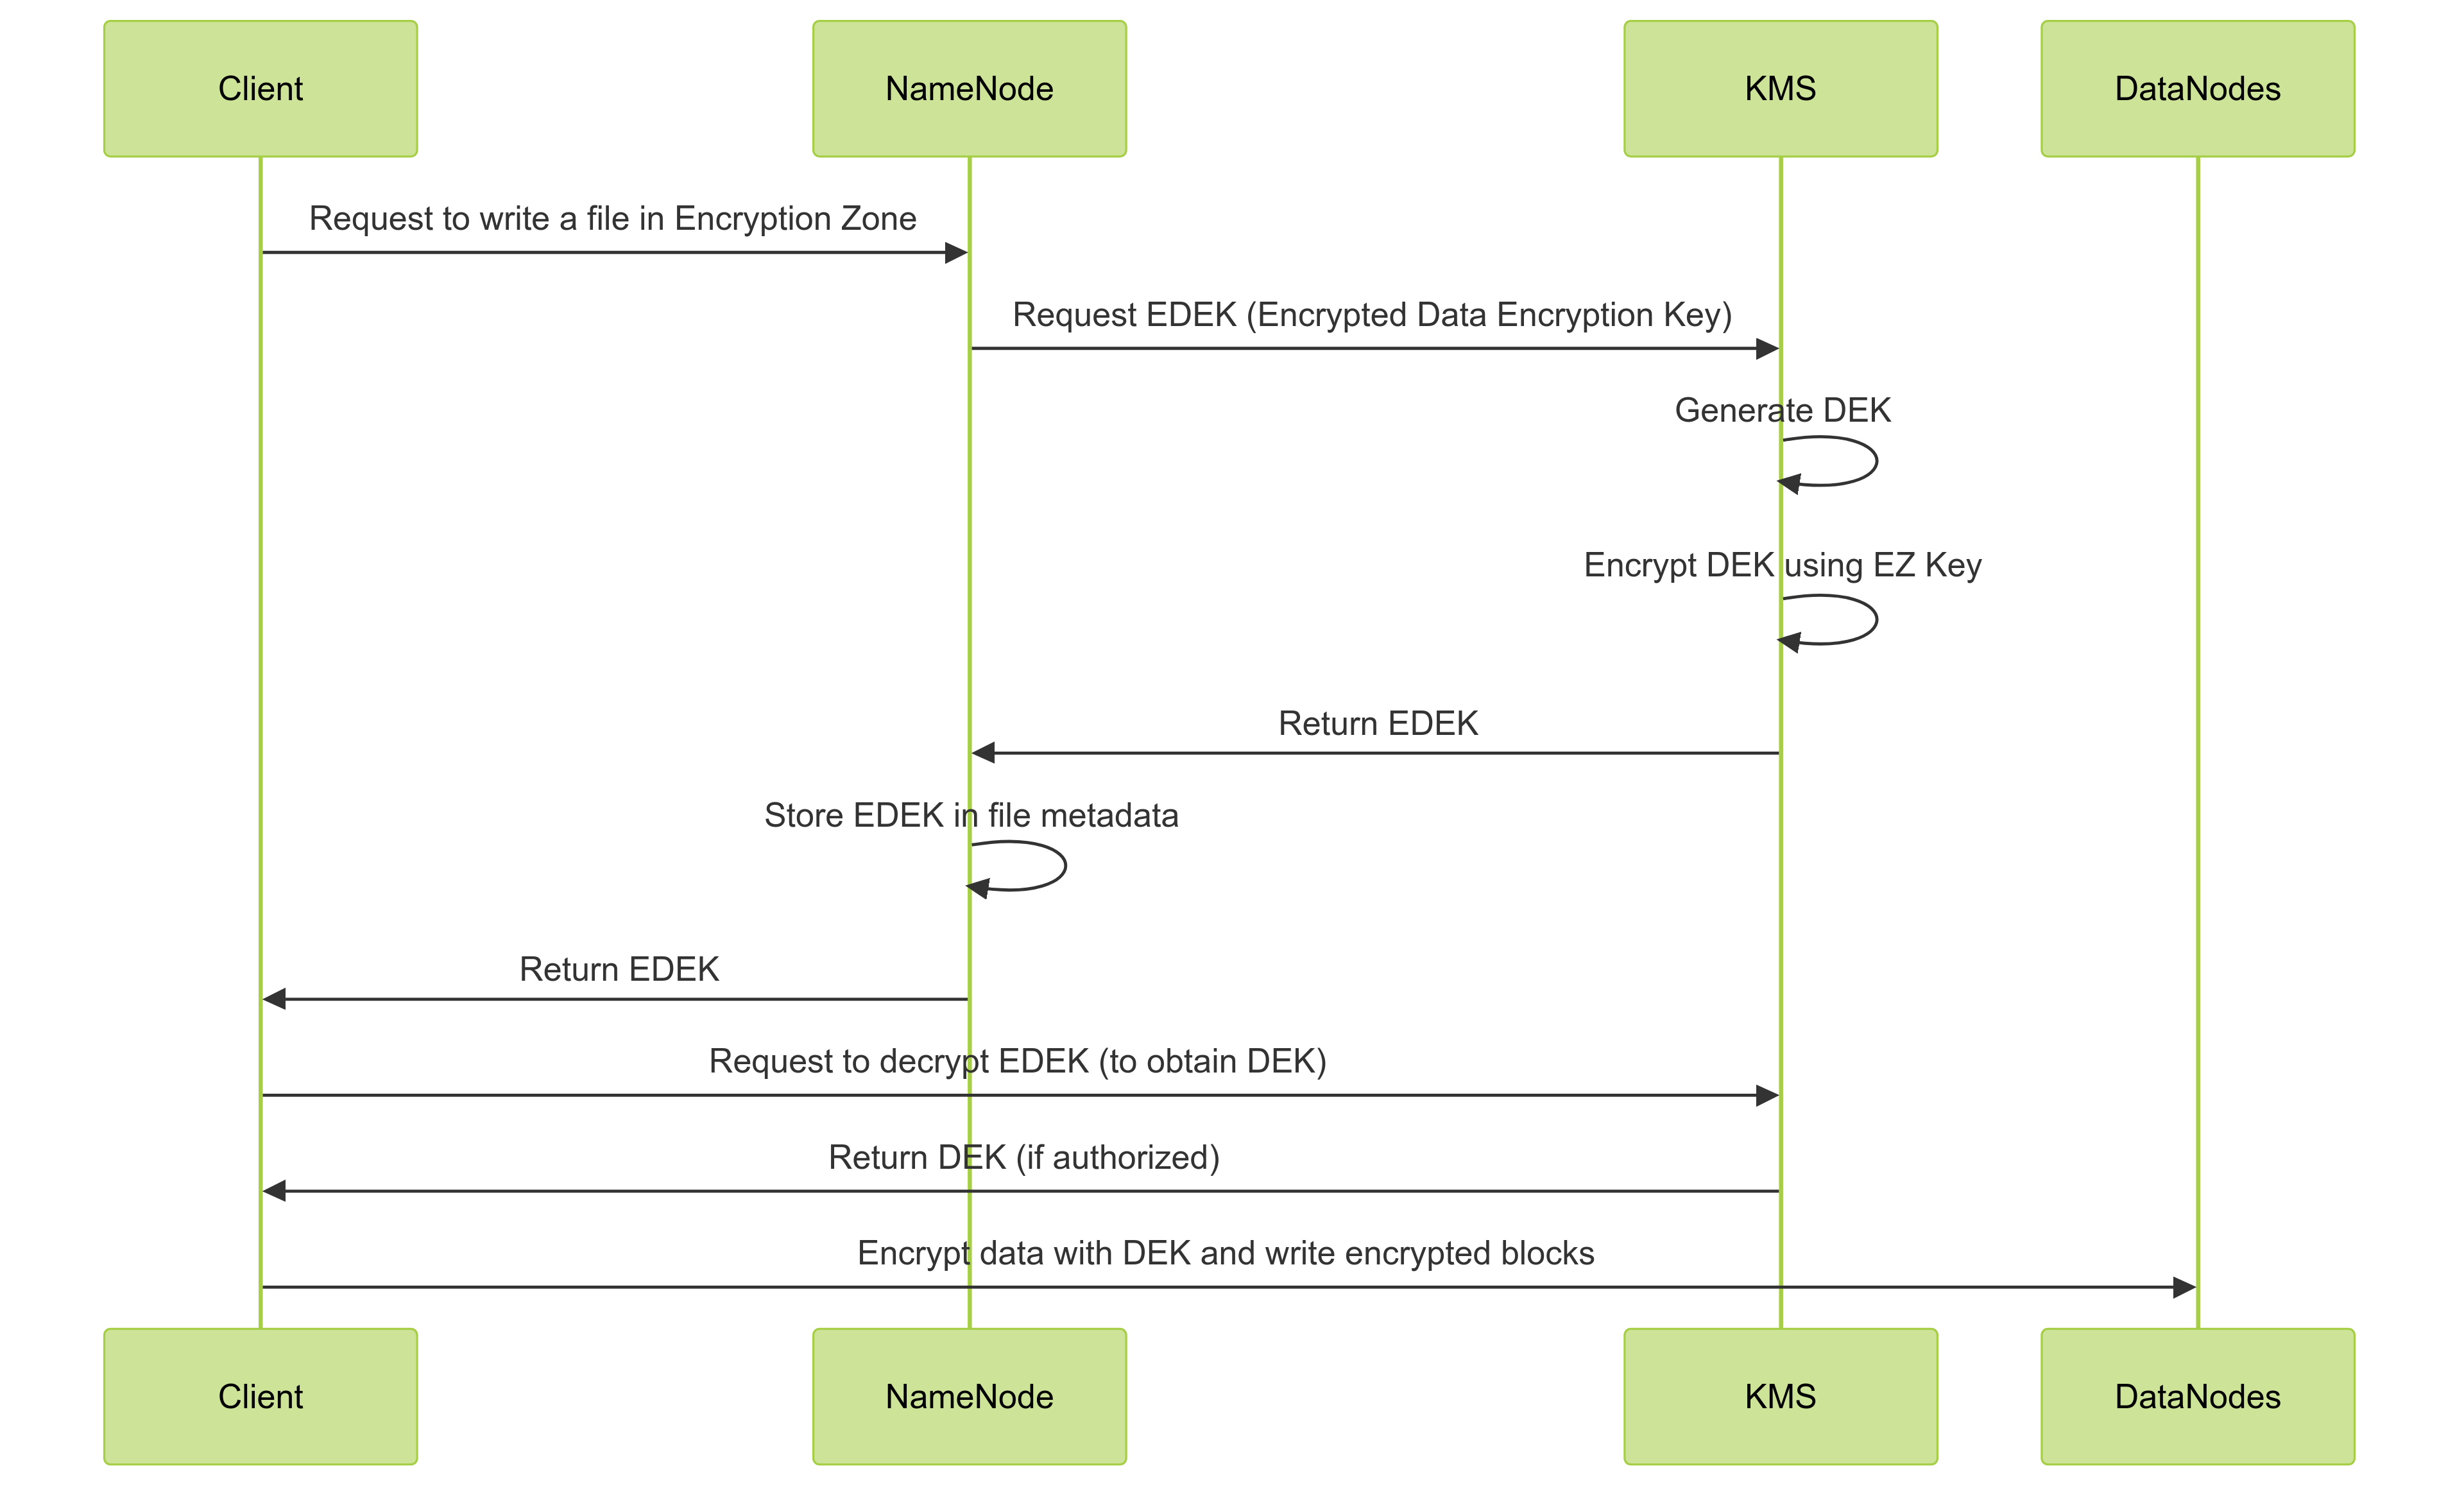 Client
NameNode
KMS
DataNodes
Request to write a file in Encryption Zone
Request EDEK (Encrypted Data Encryption Key)
Generate DEK
Encrypt DEK using EZ Key
Return EDEK
Store EDEK in file metadata
Return EDEK
Request to decrypt EDEK (to obtain DEK)
Return DEK (if authorized)
Encrypt data with DEK and write encrypted blocks
Client
NameNode
KMS
DataNodes